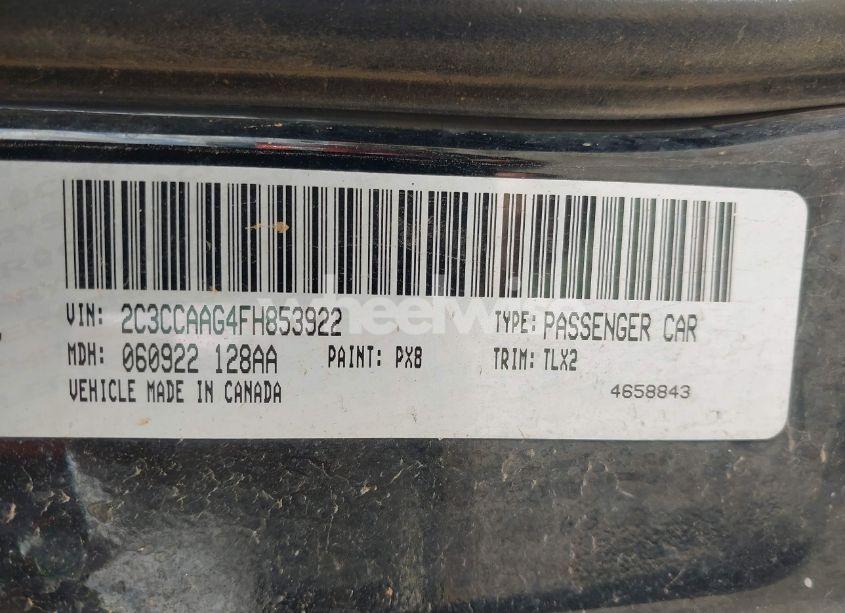 VIN: 2C3CCAAG4FH853922 TYPE: PASSENGER CAR
MDH: 060922 128AA PAINT: PX8 TRIM: TLX2
VEHICLE MADE IN CANADA 4658843